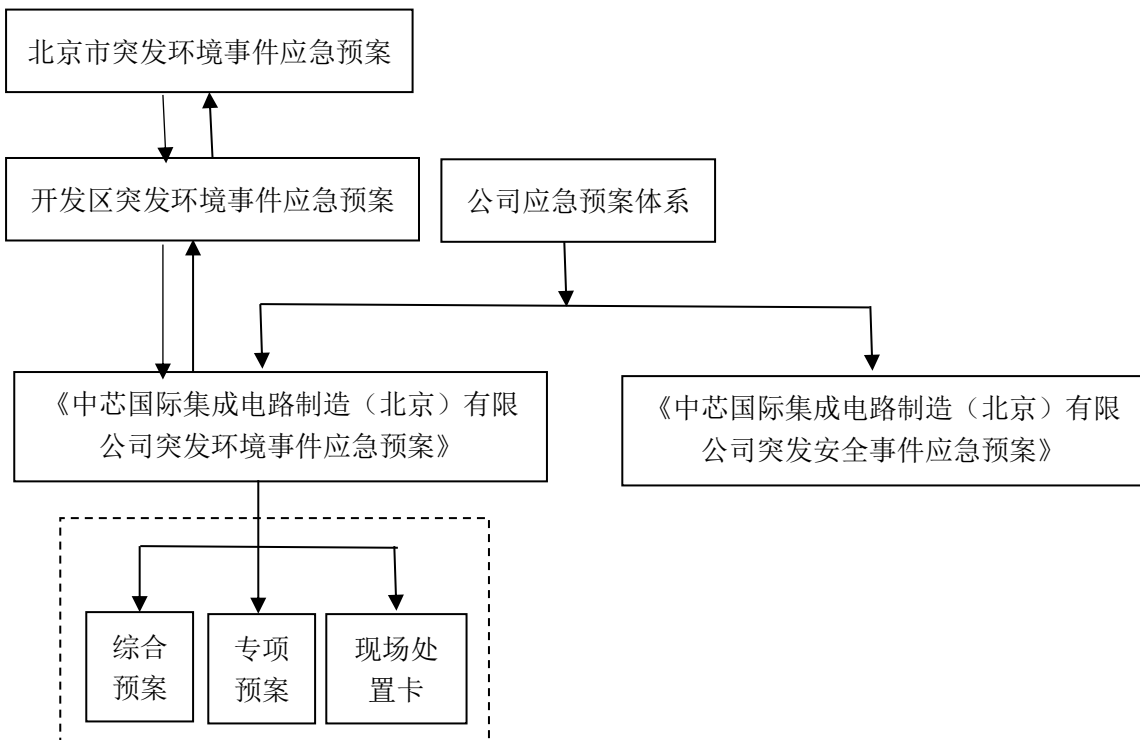 北京市突发环境事件应急预案
开发区突发环境事件应急预案
公司应急预案体系
《中芯国际集成电路制造（北京）有限
公司突发环境事件应急预案》
《中芯国际集成电路制造（北京）有限
公司突发安全事件应急预案》
综合
预案
专项
预案
现场处
置卡